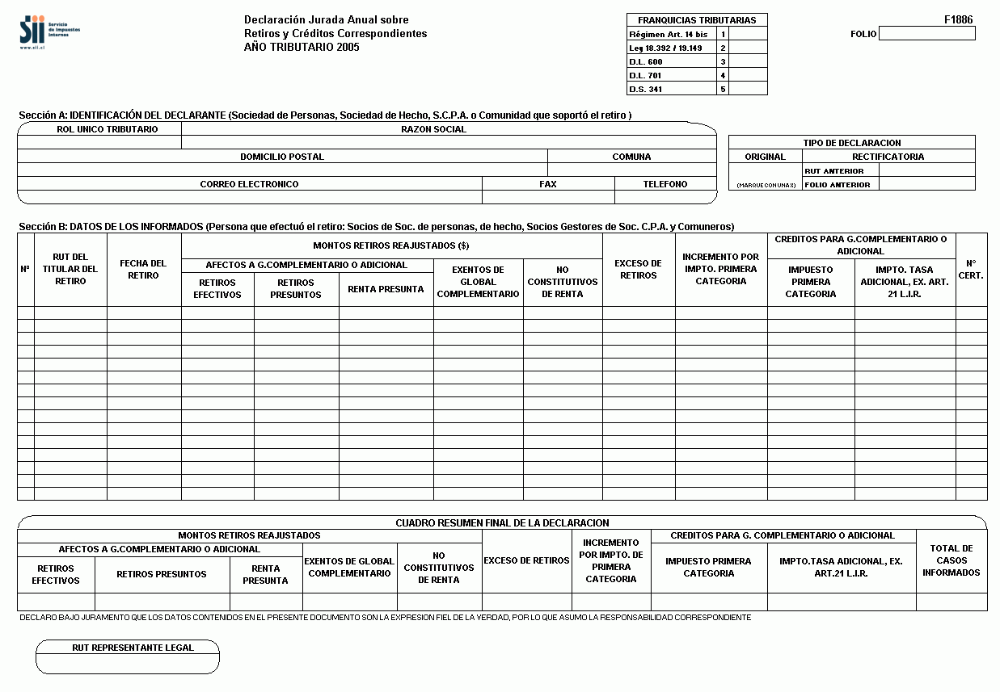 sii Servicio de Impuestos Internos
www.sii.cl
Declaración Jurada Anual sobre
Retiros y Créditos Correspondientes
AÑO TRIBUTARIO 2005
FRANQUICIAS TRIBUTARIAS
Régimen Art. 14 bis 1
Ley 18.392 / 19.149 2
D.L. 600 3
D.L. 701 4
D.S. 341 5
F1886
FOLIO
Sección A: IDENTIFICACIÓN DEL DECLARANTE (Sociedad de Personas, Sociedad de Hecho, S.C.P.A. o Comunidad que soportó el retiro )
ROL UNICO TRIBUTARIO RAZON SOCIAL
DOMICILIO POSTAL COMUNA
CORREO ELECTRONICO FAX TELEFONO
TIPO DE DECLARACION
ORIGINAL RECTIFICATORIA
RUT ANTERIOR
(MARQUE CON UNA X) FOLIO ANTERIOR
Sección B: DATOS DE LOS INFORMADOS (Persona que efectuó el retiro: Socios de Soc. de personas, de hecho, Socios Gestores de Soc. C.P.A. y Comuneros)
Nº
RUT DEL
TITULAR DEL
RETIRO
FECHA DEL
RETIRO
MONTOS RETIROS REAJUSTADOS ($)
AFECTOS A G.COMPLEMENTARIO O ADICIONAL
RETIROS
EFECTIVOS
RETIROS
PRESUNTOS
RENTA PRESUNTA
EXENTOS DE
GLOBAL
COMPLEMENTARIO
NO
CONSTITUTIVOS
DE RENTA
EXCESO DE
RETIROS
INCREMENTO POR
IMPTO. PRIMERA
CATEGORIA
CREDITOS PARA G.COMPLEMENTARIO O
ADICIONAL
IMPUESTO
PRIMERA
CATEGORIA
IMPTO. TASA
ADICIONAL, EX. ART.
21 L.I.R.
Nº
CERT.
CUADRO RESUMEN FINAL DE LA DECLARACION
MONTOS RETIROS REAJUSTADOS
AFECTOS A G.COMPLEMENTARIO O ADICIONAL
RETIROS
EFECTIVOS
RETIROS PRESUNTOS
RENTA
PRESUNTA
EXENTOS DE GLOBAL
COMPLEMENTARIO
NO
CONSTITUTIVOS
DE RENTA
EXCESO DE RETIROS
INCREMENTO
POR IMPTO. DE
PRIMERA
CATEGORIA
CREDITOS PARA G. COMPLEMENTARIO O ADICIONAL
IMPUESTO PRIMERA
CATEGORIA
IMPTO.TASA ADICIONAL, EX.
ART.21 L.I.R.
TOTAL DE
CASOS
INFORMADOS
DECLARO BAJO JURAMENTO QUE LOS DATOS CONTENIDOS EN EL PRESENTE DOCUMENTO SON LA EXPRESION FIEL DE LA VERDAD, POR LO QUE ASUMO LA RESPONSABILIDAD CORRESPONDIENTE
RUT REPRESENTANTE LEGAL